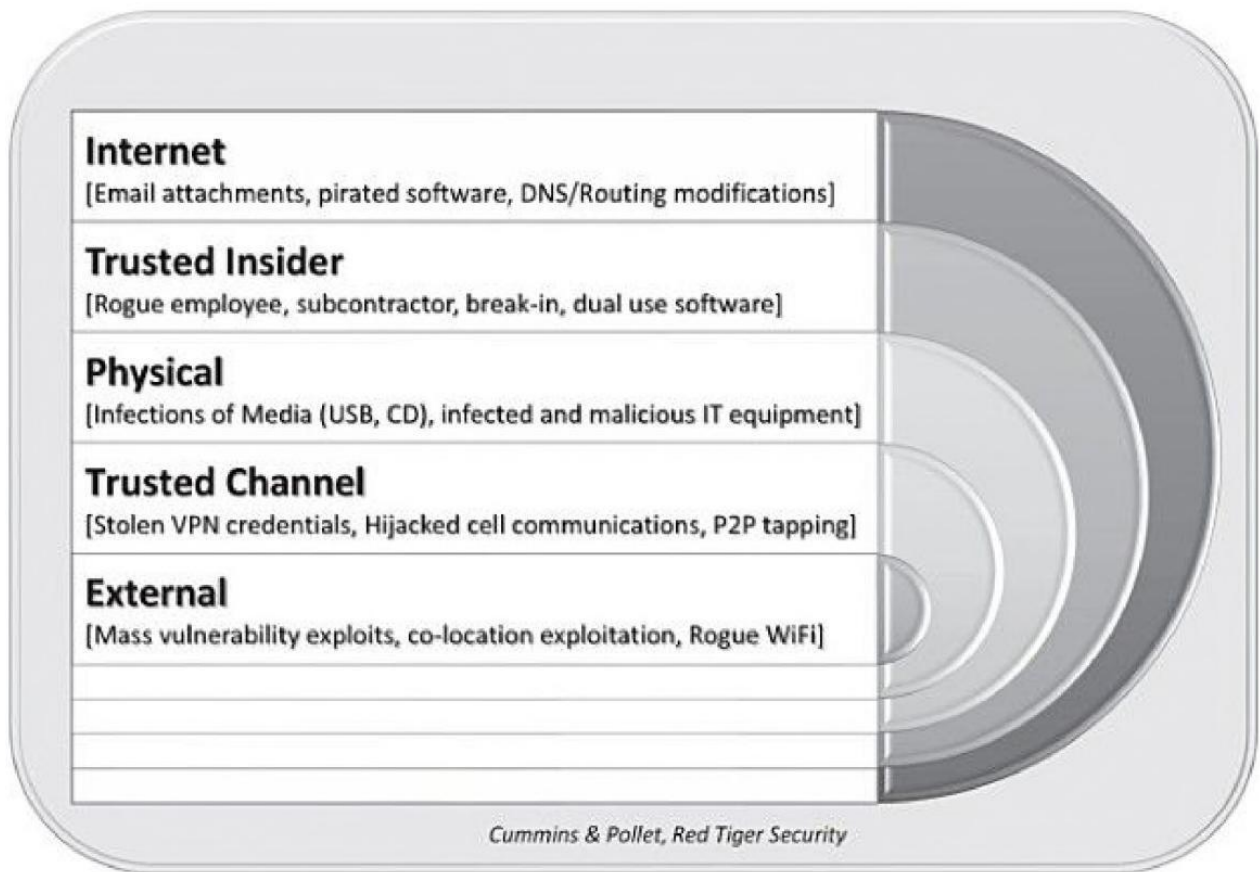 Internet
[Email attachments, pirated software, DNS/Routing modifications]
Trusted Insider
[Rogue employee, subcontractor, break-in, dual use software]
Physical
[Infections of Media (USB, CD), infected and malicious IT equipment]
Trusted Channel
[Stolen VPN credentials, Hijacked cell communications, P2P tapping]
External
[Mass vulnerability exploits, co-location exploitation, Rogue WiFi]
Cummins & Pollet, Red Tiger Security